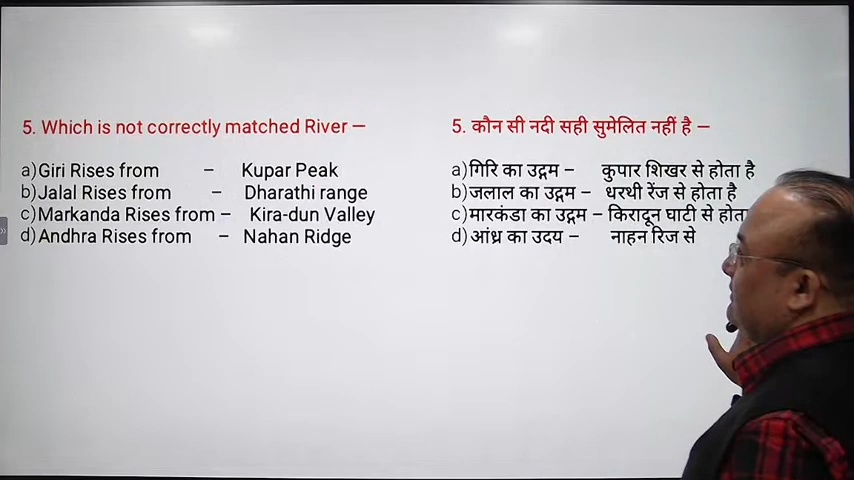 5. Which is not correctly matched River –
a)Giri Rises from – Kupar Peak
b)Jalal Rises from – Dharathi range
c)Markanda Rises from – Kira-dun Valley
d)Andhra Rises from – Nahan Ridge
5. कौन सी नदी सही सुमेलित नहीं है –
a)गिरि का उद्गम – कुपार शिखर से होता है
b)जलाल का उद्गम – धरथी रेंज से होता है
c)मारकंडा का उद्गम – किरादून घाटी से होता
d)आंध्र का उदय – नाहन रिज से